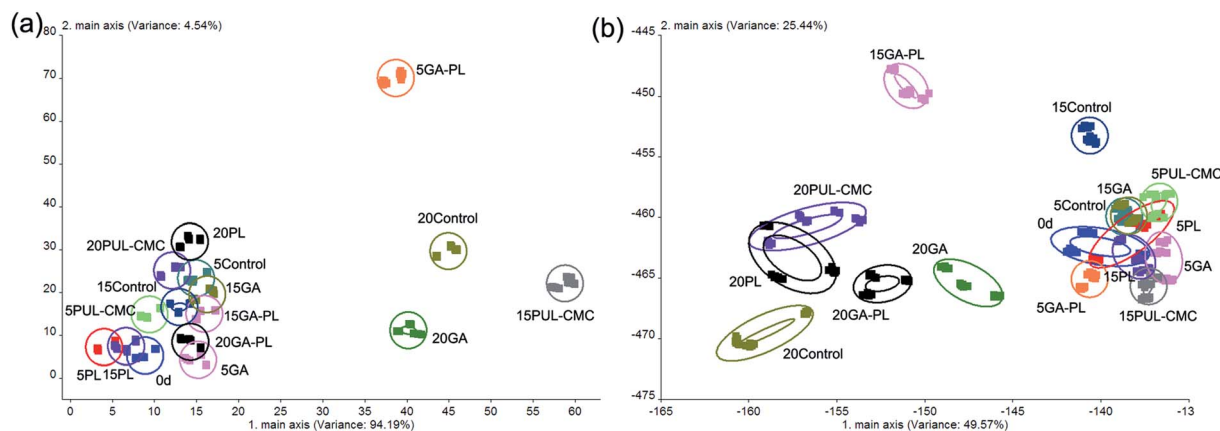 (a)
2. main axis (Variance: 4.54%)
80
70
60
50
40
30
20
10
0
5GA-PL
20Control
15PUL-CMC
20GA
20PL
20PUL-CMC
5Control
15Control
15GA
5PUL-CMC
15GA-PL
20GA-PL
5PL
15PL
0d
5GA
0 5 10 15 20 25 30 35 40 45 50 55 60
1. main axis (Variance: 94.19%)
(b)
2. main axis (Variance: 25.44%)
-445
-450
-455
-460
-465
-470
-475
15GA-PL
15Control
5PUL-CMC
20PUL-CMC
15GA
5Control
0d
5PL
20GA
20PL
15PL
5GA
20GA-PL
5GA-PL
15PUL-CMC
20Control
-165 -160 -155 -150 -145 -140 -13
1. main axis (Variance: 49.57%)